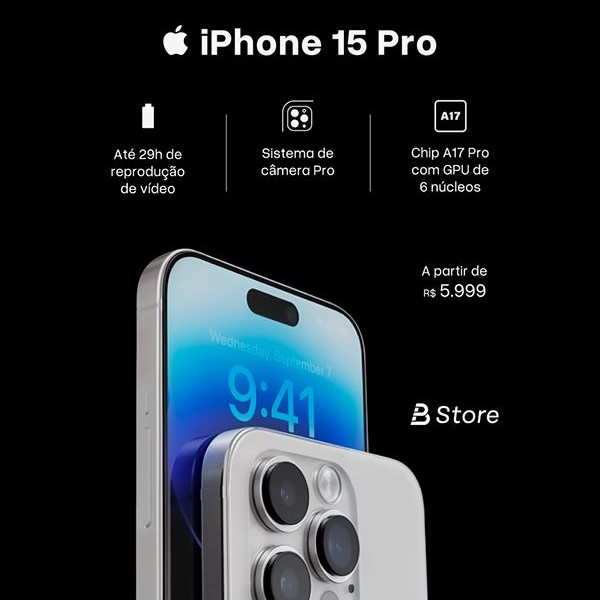 iPhone 15 Pro
Até 29h de
reprodução
de vídeo
Sistema de
câmera Pro
A17
Chip A17 Pro
com GPU de
6 núcleos
A partir de
R$ 5.999
Wednesday, September 7
9:41
B Store